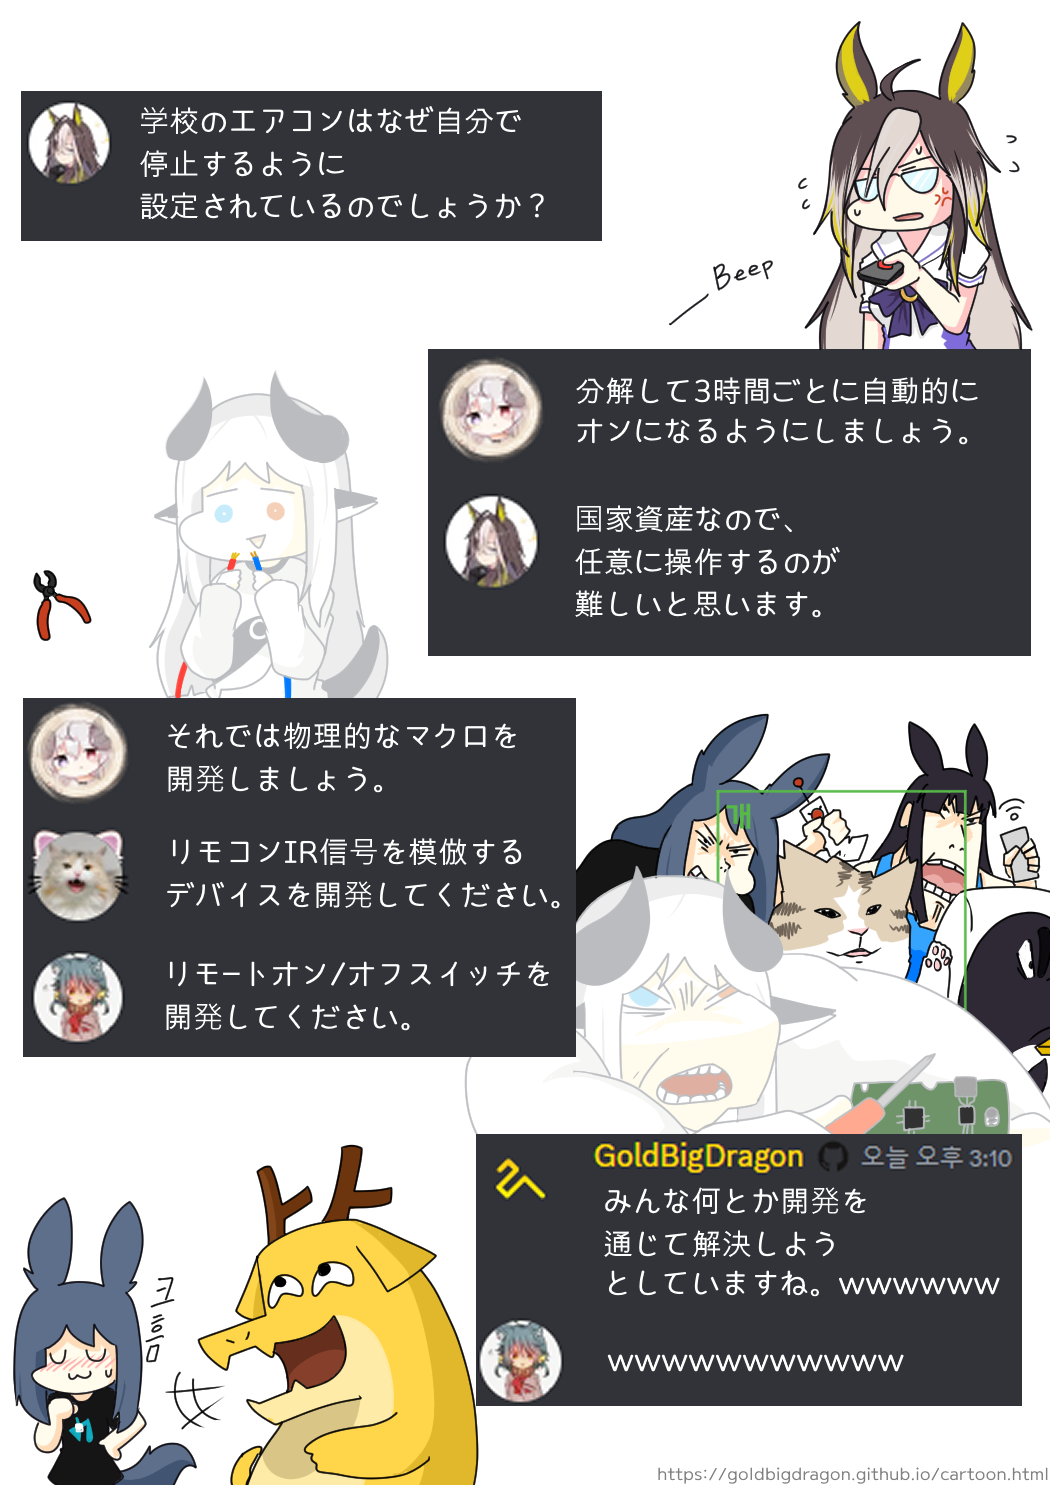 学校のエアコンはなぜ自分で
停止するように
設定されているのでしょうか？
Beep
分解して3時間ごとに自動的に
オンになるようにしましょう。
国家資産なので、
任意に操作するのが
難しいと思います。
それでは物理的なマクロを
開発しましょう。
リモコンIR信号を模倣する
デバイスを開発してください。
リモートオン/オフスイッチを
開発してください。
개
GoldBigDragon 오늘 오후 3:10
みんな何とか開発を
通じて解決しよう
としていますね。wwwwww
wwwwwwwwwww
크흠
https://goldbigdragon.github.io/cartoon.html